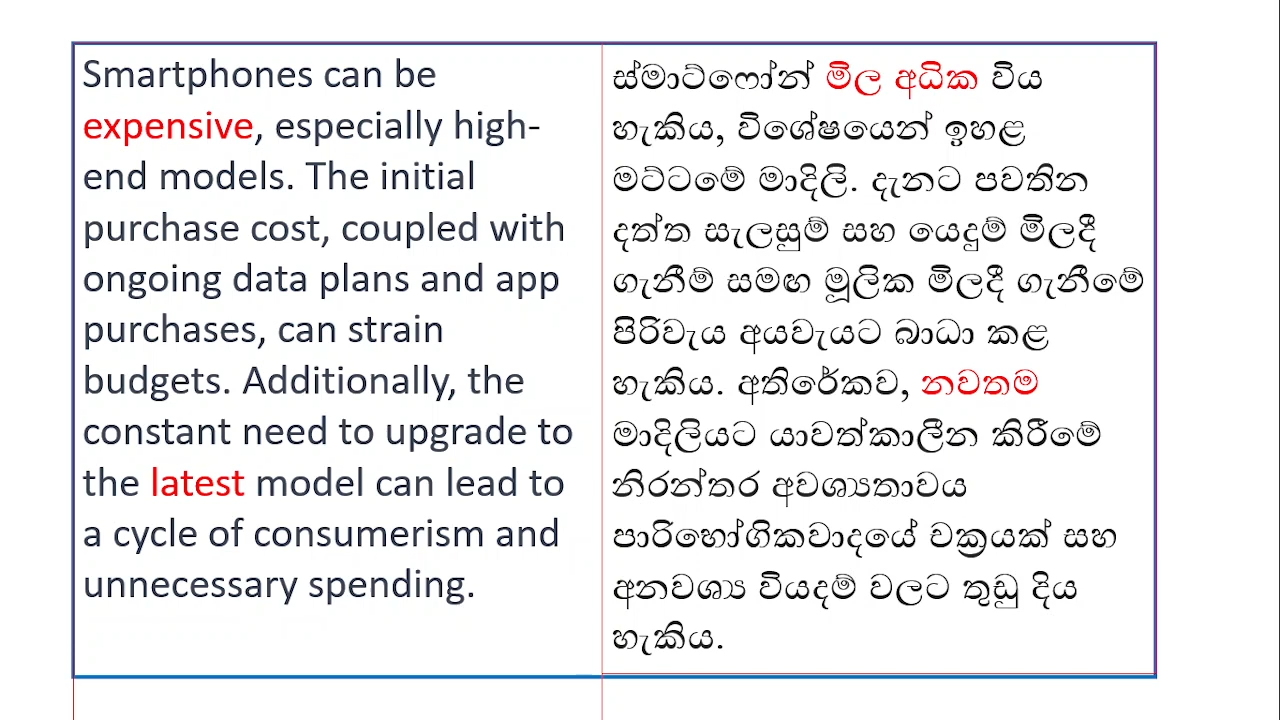 Smartphones can be
expensive, especially high-
end models. The initial
purchase cost, coupled with
ongoing data plans and app
purchases, can strain
budgets. Additionally, the
constant need to upgrade to
the latest model can lead to
a cycle of consumerism and
unnecessary spending.
ස්මාට්ෆෝන් මිල අධික විය
හැකිය, විශේෂයෙන් ඉහළ
මට්ටමේ මාදිලි. දැනට පවතින
දත්ත සැලසුම් සහ යෙදුම් මිලදී
ගැනීම් සමඟ මූලික මිලදී ගැනීමේ
පිරිවැය අයවැයට බාධා කළ
හැකිය. අතිරේකව, නවතම
මාදිලියට යාවත්කාලීන කිරීමේ
නිරන්තර අවශ්‍යතාවය
පාරිභෝගිකවාදයේ චක්‍රයක් සහ
අනවශ්‍ය වියදම් වලට තුඩු දිය
හැකිය.